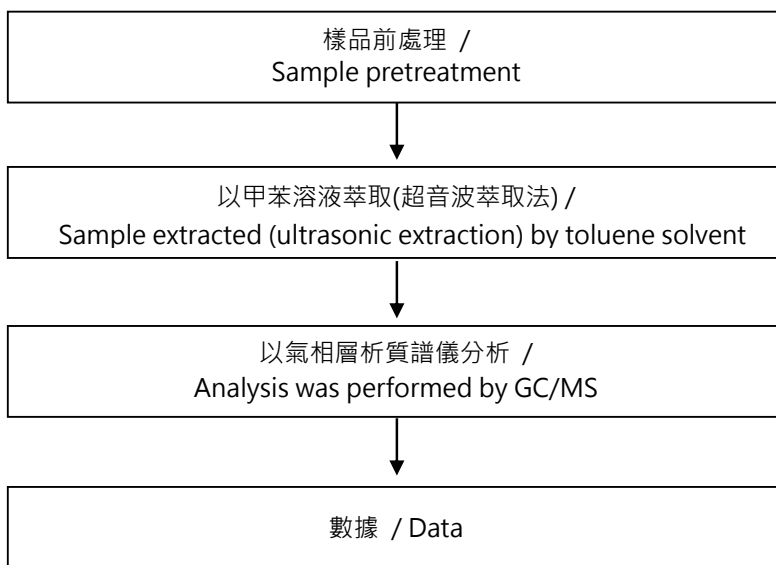 樣品前處理 /
Sample pretreatment
以甲苯溶液萃取(超音波萃取法) /
Sample extracted (ultrasonic extraction) by toluene solvent
以氣相層析質譜儀分析 /
Analysis was performed by GC/MS
數據 / Data